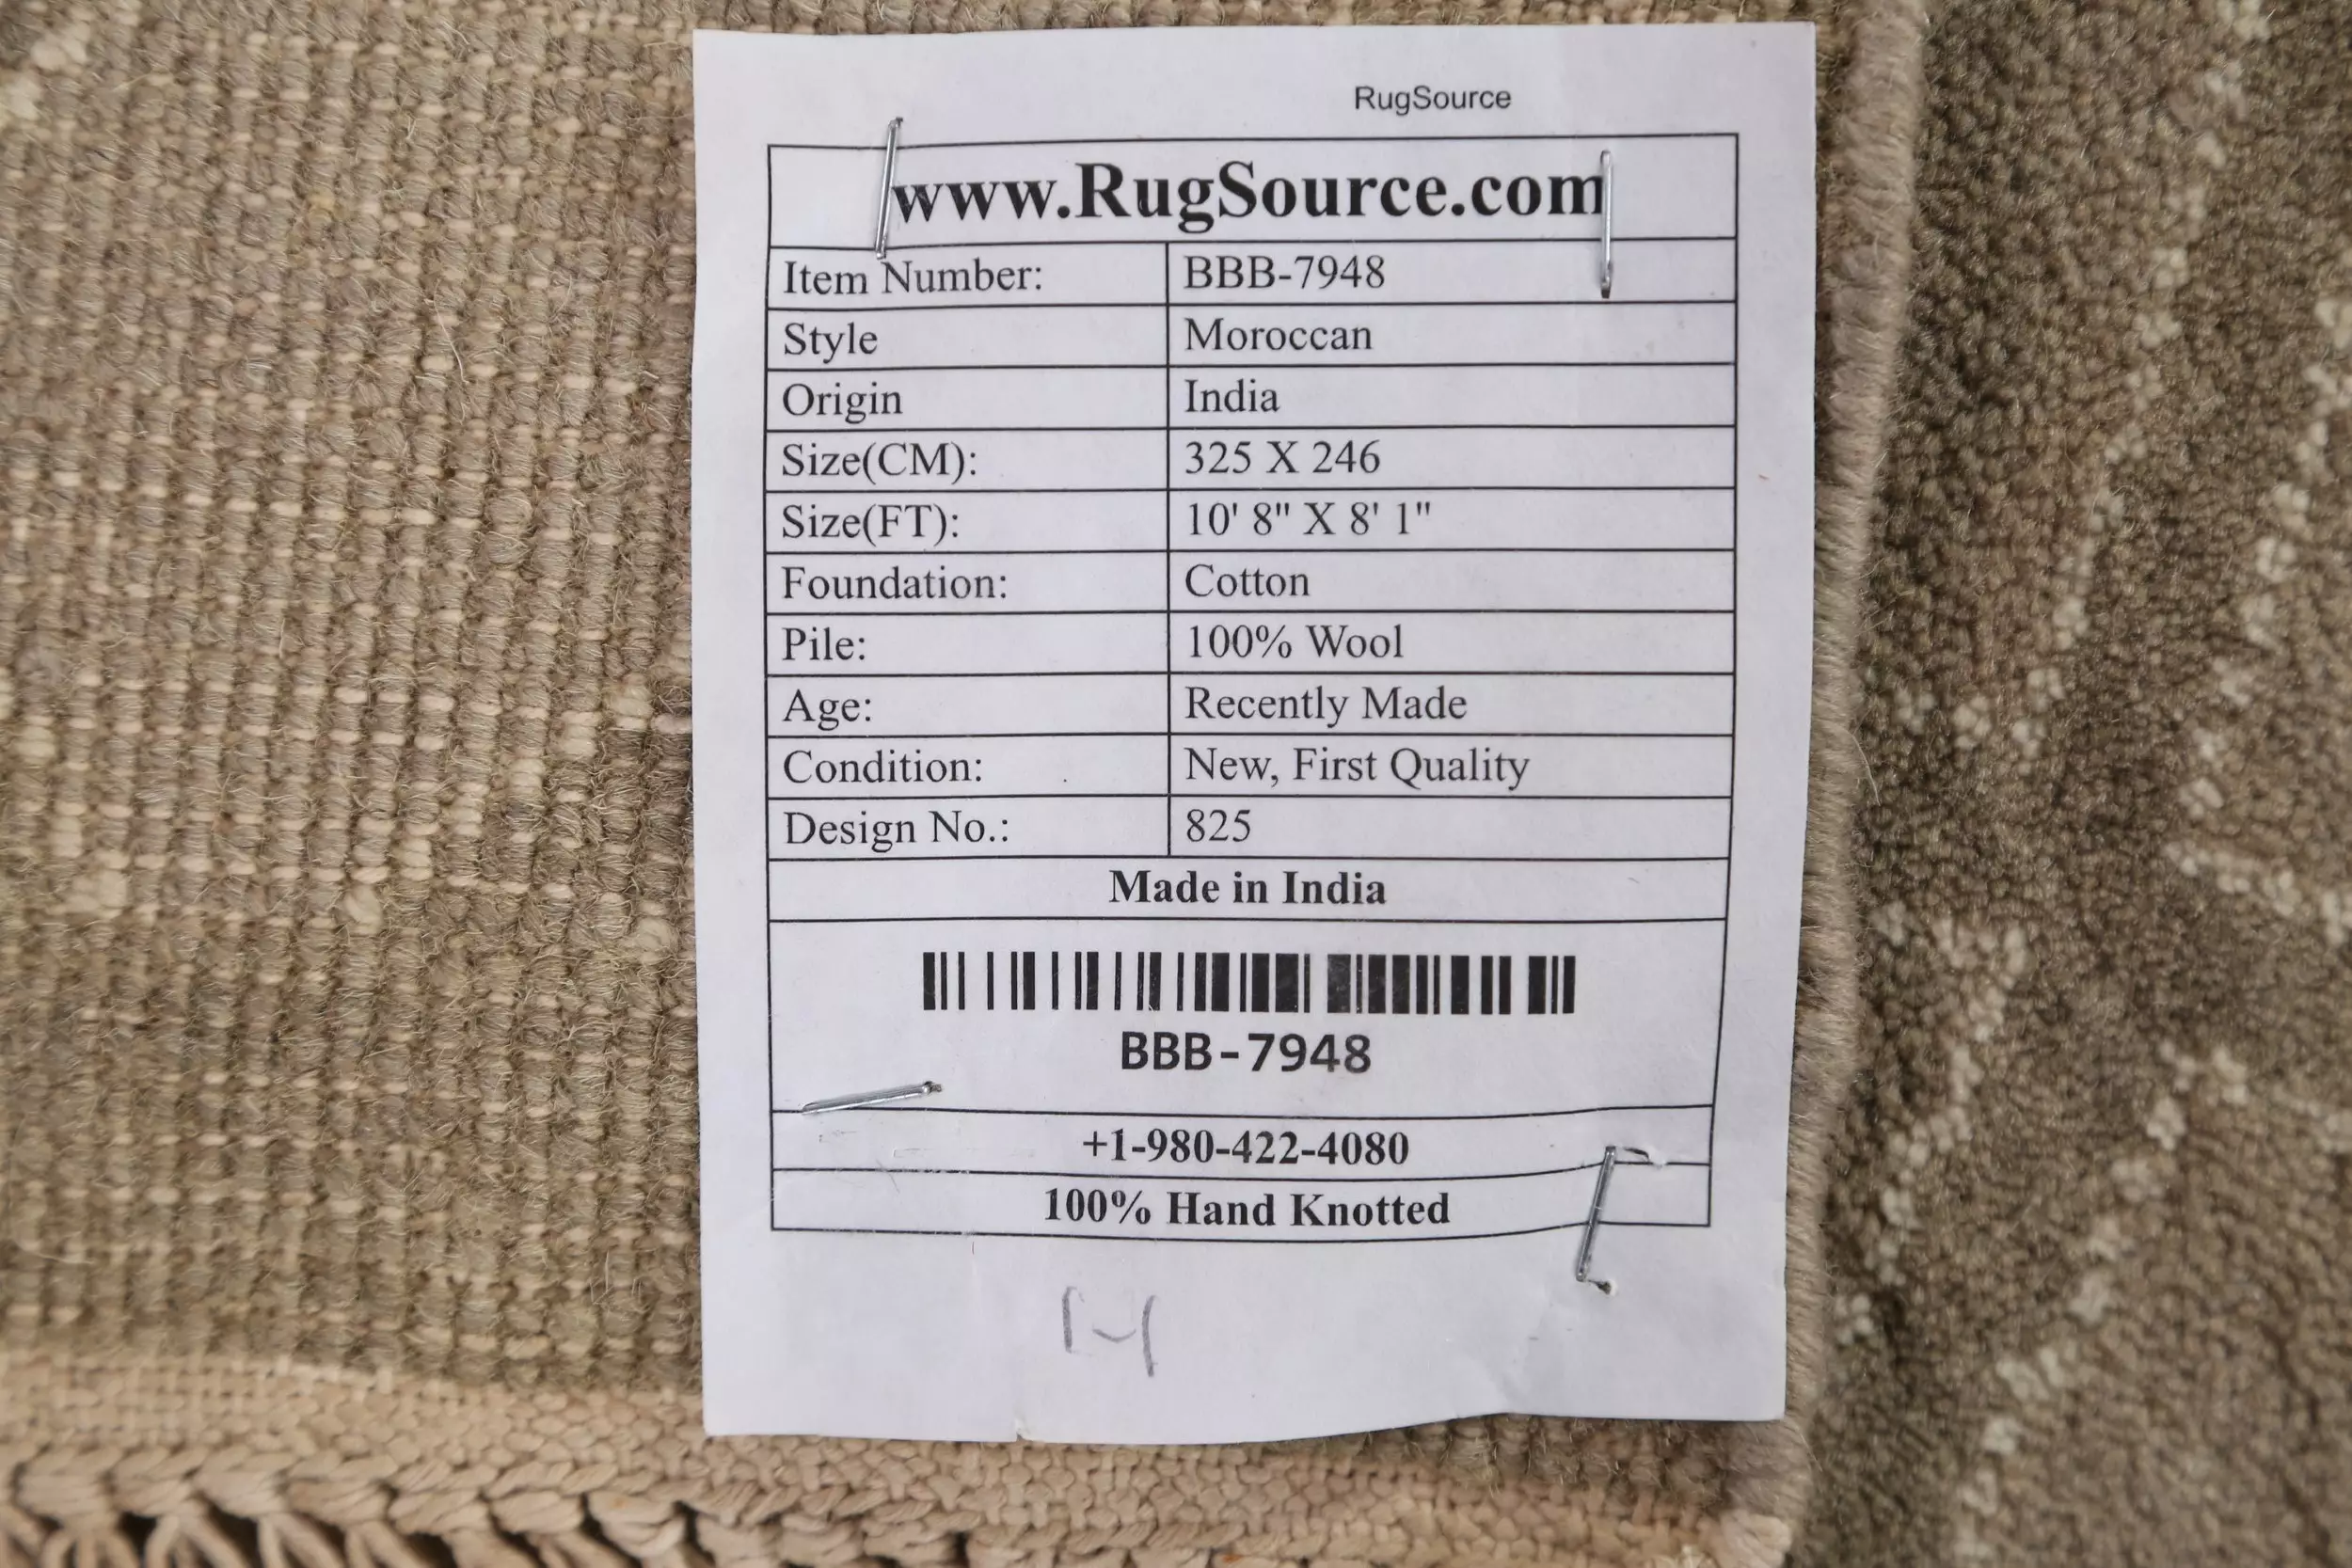 RugSource
www.RugSource.com
Item Number: BBB-7948
Style Moroccan
Origin India
Size(CM): 325 X 246
Size(FT): 10' 8" X 8' 1"
Foundation: Cotton
Pile: 100% Wool
Age: Recently Made
Condition: New, First Quality
Design No.: 825
Made in India
BBB-7948
+1-980-422-4080
100% Hand Knotted